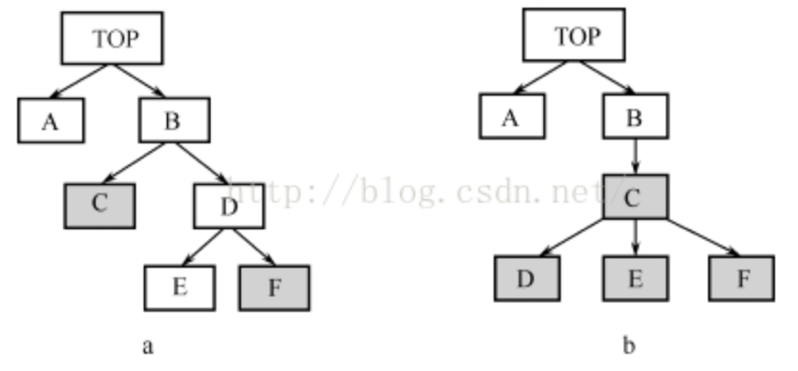 TOP TOP
A B A B
C D C
http://blog.csdn.net/
E F D E F
a b